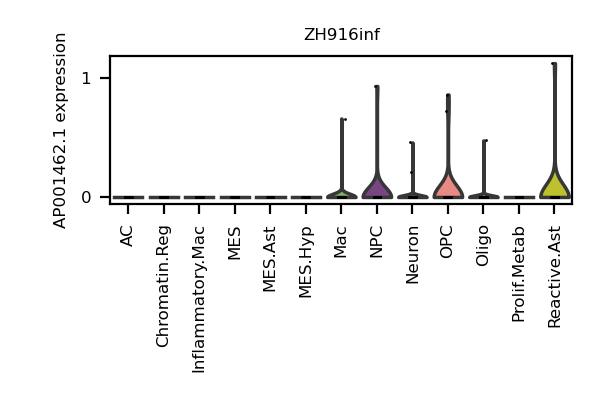 ZH916inf
AP001462.1 expression
1
0
AC
Chromatin.Reg
Inflammatory.Mac
MES
MES.Ast
MES.Hyp
Mac
NPC
Neuron
OPC
Oligo
Prolif.Metab
Reactive.Ast